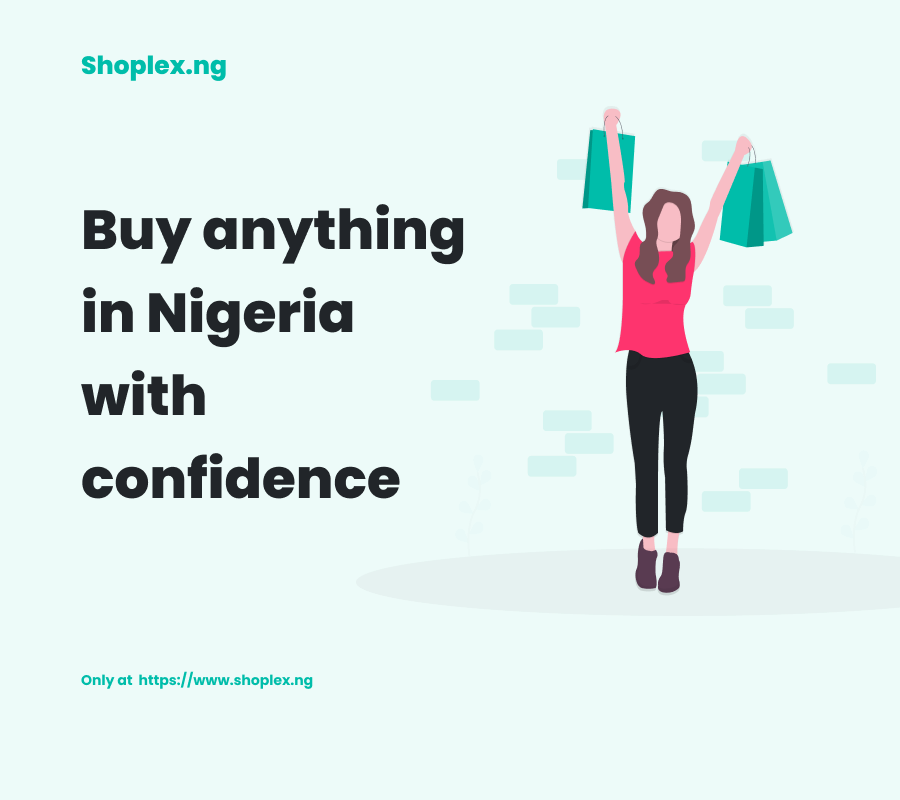 Shoplex.ng
Buy anything
in Nigeria
with
confidence
Only at https://www.shoplex.ng